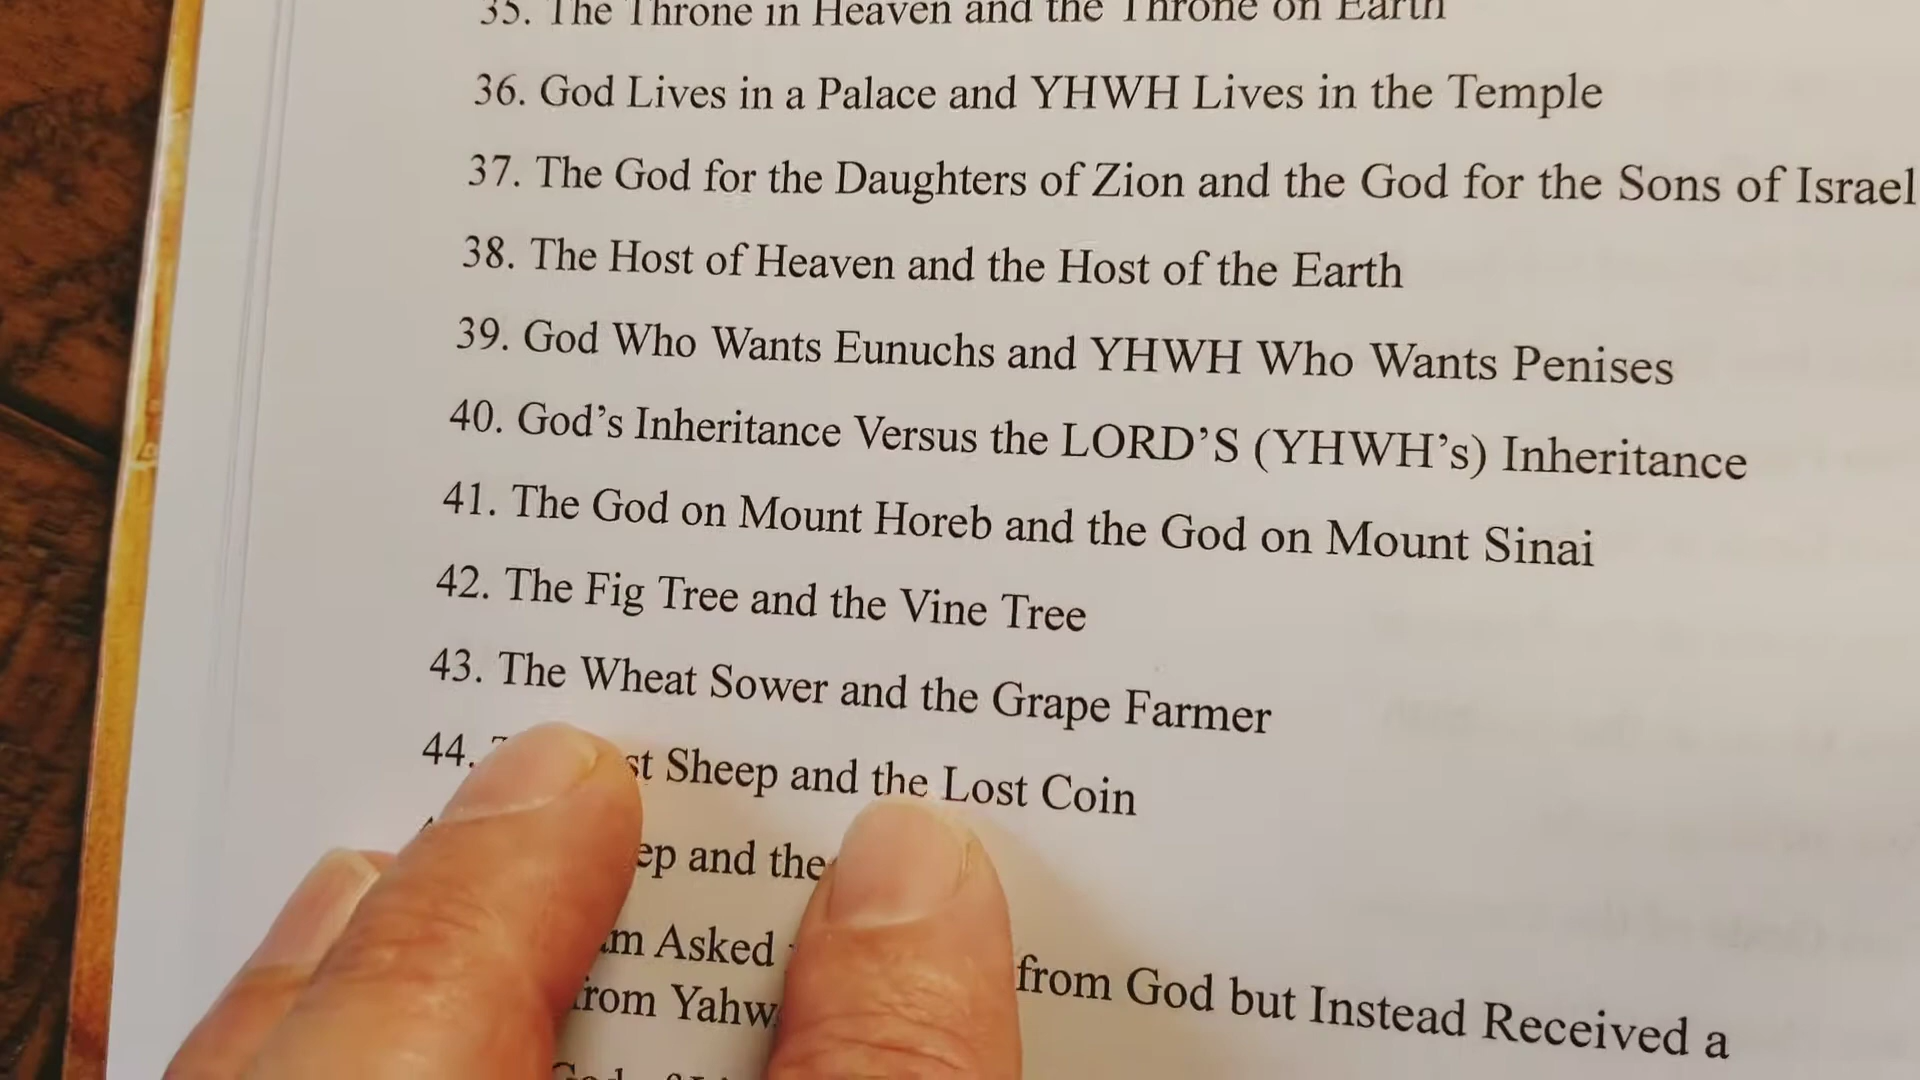 35. The Throne in Heaven and the Throne on Earth
36. God Lives in a Palace and YHWH Lives in the Temple
37. The God for the Daughters of Zion and the God for the Sons of Israel
38. The Host of Heaven and the Host of the Earth
39. God Who Wants Eunuchs and YHWH Who Wants Penises
40. God's Inheritance Versus the LORD'S (YHWH's) Inheritance
41. The God on Mount Horeb and the God on Mount Sinai
42. The Fig Tree and the Vine Tree
43. The Wheat Sower and the Grape Farmer
44. Sheep and the Lost Coin
and the
Asked from God but Instead Received a